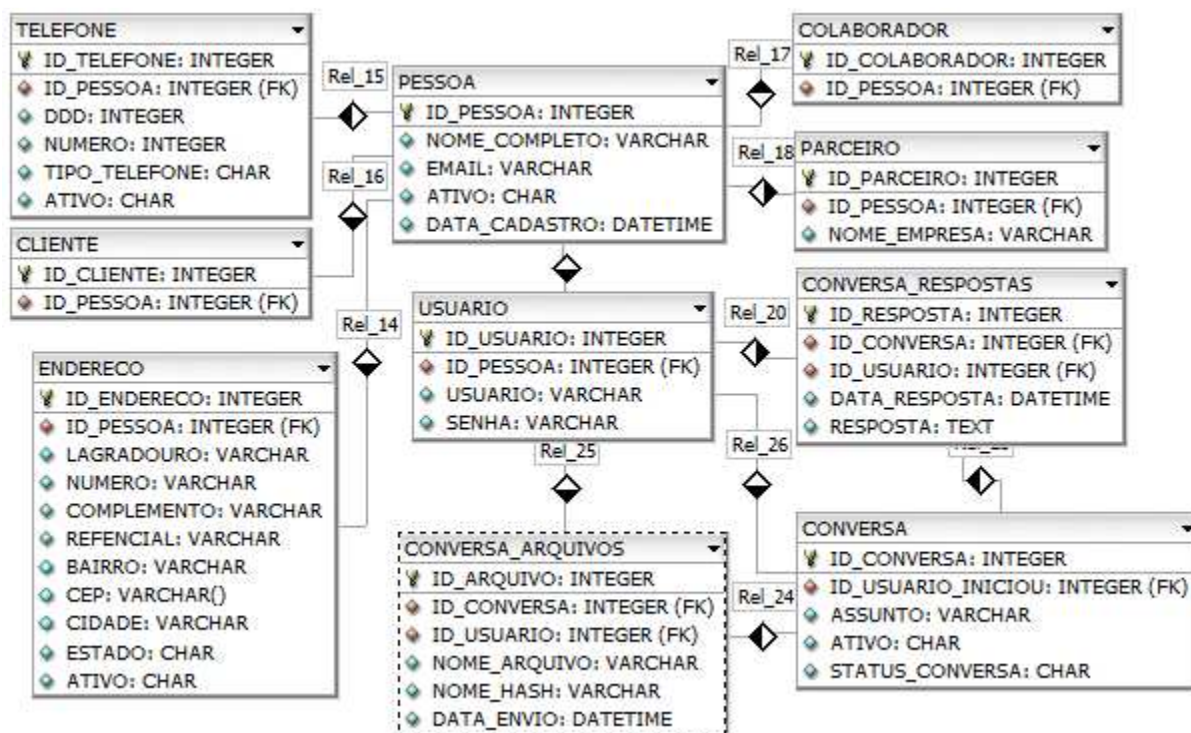 TELEFONE
ID_TELEFONE: INTEGER
ID_PESSOA: INTEGER (FK)
DDD: INTEGER
NUMERO: INTEGER
TIPO_TELEFONE: CHAR
ATIVO: CHAR
Rel_15
PESSOA
ID_PESSOA: INTEGER
NOME_COMPLETO: VARCHAR
EMAIL: VARCHAR
ATIVO: CHAR
DATA_CADASTRO: DATETIME
Rel_17
COLABORADOR
ID_COLABORADOR: INTEGER
ID_PESSOA: INTEGER (FK)
Rel_18
PARCEIRO
ID_PARCEIRO: INTEGER
ID_PESSOA: INTEGER (FK)
NOME_EMPRESA: VARCHAR
Rel_16
CLIENTE
ID_CLIENTE: INTEGER
ID_PESSOA: INTEGER (FK)
Rel_14
USUARIO
ID_USUARIO: INTEGER
ID_PESSOA: INTEGER (FK)
USUARIO: VARCHAR
SENHA: VARCHAR
Rel_20
CONVERSA_RESPOSTAS
ID_RESPOSTA: INTEGER
ID_CONVERSA: INTEGER (FK)
ID_USUARIO: INTEGER (FK)
DATA_RESPOSTA: DATETIME
RESPOSTA: TEXT
ENDERECO
ID_ENDERECO: INTEGER
ID_PESSOA: INTEGER (FK)
LAGRADOURO: VARCHAR
NUMERO: VARCHAR
COMPLEMENTO: VARCHAR
REFENCIAL: VARCHAR
BAIRRO: VARCHAR
CEP: VARCHAR()
CIDADE: VARCHAR
ESTADO: CHAR
ATIVO: CHAR
Rel_25
Rel_26
CONVERSA_ARQUIVOS
ID_ARQUIVO: INTEGER
ID_CONVERSA: INTEGER (FK)
ID_USUARIO: INTEGER (FK)
NOME_ARQUIVO: VARCHAR
NOME_HASH: VARCHAR
DATA_ENVIO: DATETIME
Rel_24
CONVERSA
ID_CONVERSA: INTEGER
ID_USUARIO_INICIOU: INTEGER (FK)
ASSUNTO: VARCHAR
ATIVO: CHAR
STATUS_CONVERSA: CHAR